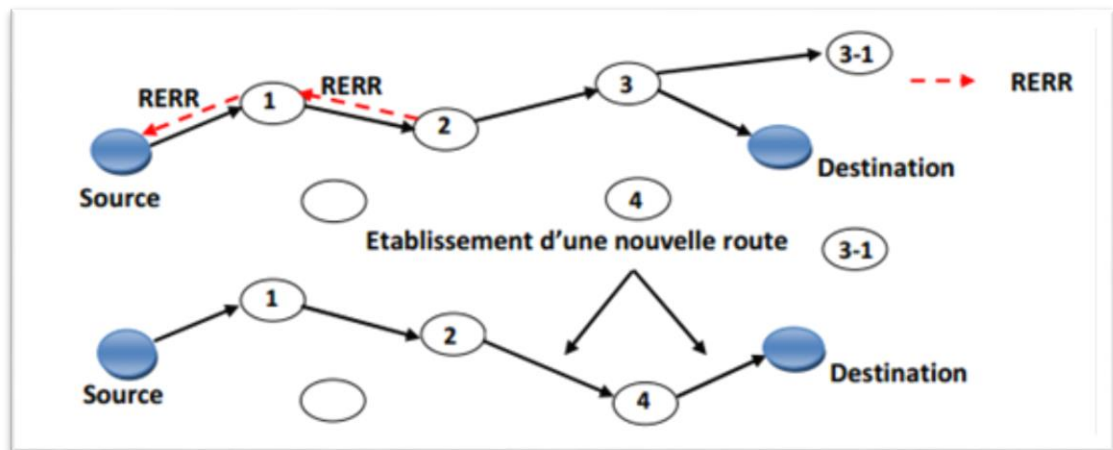 3-1
RERR
RERR
1
3
RERR
2
Destination
Source
4
Etablissement d’une nouvelle route
3-1
1
2
Destination
Source
4